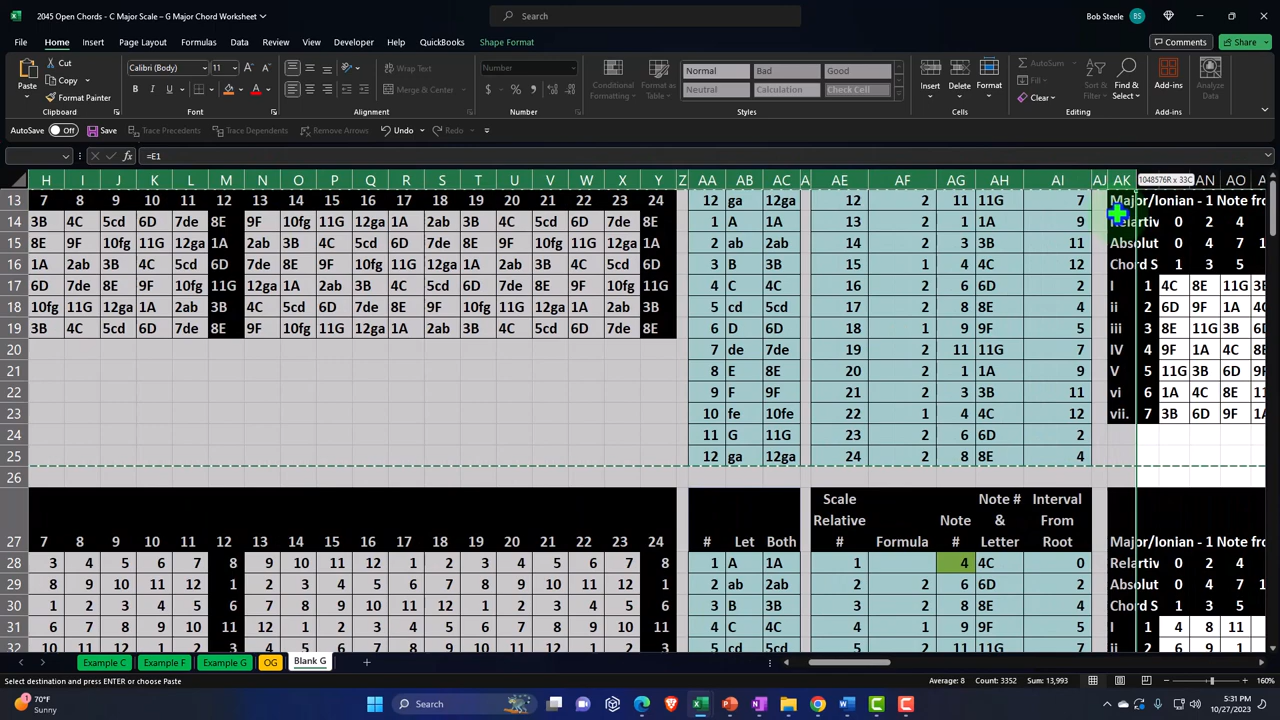 2045 Open Chords - C Major Scale – G Major Chord Worksheet
Search
Bob Steele BS
File Home Insert Page Layout Formulas Data Review View Developer Help QuickBooks Shape Format
Comments Share
Paste Cut Copy Format Painter
Calibri (Body) 11
Wrap Text Merge & Center
Number
Conditional Formatting Format as Table
Normal Bad Good
Neutral Calculation Check Cell
Insert Delete Format
AutoSum Fill Clear
Sort & Filter Find & Select
Add-ins Analyze Data
Clipboard Font Alignment Number Styles Cells Editing Add-ins
AutoSave Off Save Trace Precedents Trace Dependents Remove Arrows Undo Redo
fx =E1
H I J K L M N O P Q R S T U V W X Y Z AA AB AC A AE AF AG AH AI AJ AK 1048576R x 33C AN AO
13 7 8 9 10 11 12 13 14 15 16 17 18 19 20 21 22 23 24 12 ga 12ga 12 2 11 11G 7 Major/Ionian - 1 Note from
14 3B 4C 5cd 6D 7de 8E 9F 10fg 11G 12ga 1A 2ab 3B 4C 5cd 6D 7de 8E 1 A 1A 13 2 1 1A 9 Relartiv 0 2 4
15 8E 9F 10fg 11G 12ga 1A 2ab 3B 4C 5cd 6D 7de 8E 9F 10fg 11G 12ga 1A 2 ab 2ab 14 2 3 3B 11 Absolut 0 4 7
16 1A 2ab 3B 4C 5cd 6D 7de 8E 9F 10fg 11G 12ga 1A 2ab 3B 4C 5cd 6D 3 B 3B 15 1 4 4C 12 Chord S 1 3 5
17 6D 7de 8E 9F 10fg 11G 12ga 1A 2ab 3B 4C 5cd 6D 7de 8E 9F 10fg 11G 4 C 4C 16 2 6 6D 2 I 1 4C 8E 11G
18 10fg 11G 12ga 1A 2ab 3B 4C 5cd 6D 7de 8E 9F 10fg 11G 12ga 1A 2ab 3B 5 cd 5cd 17 2 8 8E 4 ii 2 6D 9F 1A
19 3B 4C 5cd 6D 7de 8E 9F 10fg 11G 12ga 1A 2ab 3B 4C 5cd 6D 7de 8E 6 D 6D 18 1 9 9F 5 iii 3 8E 11G 3B
20 7 de 7de 19 2 11 11G 7 IV 4 9F 1A 4C
21 8 E 8E 20 2 1 1A 9 V 5 11G 3B 6D
22 9 F 9F 21 2 3 3B 11 vi 6 1A 4C 8E
23 10 fe 10fe 22 1 4 4C 12 vii. 7 3B 6D 9F
24 11 G 11G 23 2 6 6D 2
25 12 ga 12ga 24 2 8 8E 4
26
Scale Note # Interval
Relative Note & From
27 7 8 9 10 11 12 13 14 15 16 17 18 19 20 21 22 23 24 # Let Both # Formula # Letter Root Major/Ionian - 1 Note from
28 3 4 5 6 7 8 9 10 11 12 1 2 3 4 5 6 7 8 1 A 1A 1 4 4C 0 Relartiv 0 2 4
29 8 9 10 11 12 1 2 3 4 5 6 7 8 9 10 11 12 1 2 ab 2ab 2 2 6 6D 2 Absolut 0 4 7
30 1 2 3 4 5 6 7 8 9 10 11 12 1 2 3 4 5 6 3 B 3B 3 2 8 8E 4 Chord S 1 3 5
31 6 7 8 9 10 11 12 1 2 3 4 5 6 7 8 9 10 11 4 C 4C 4 1 9 9F 5 I 1 4 8 11
32 10 11 12 1 2 3 4 5 6 7 8 9 10 11 12 1 2 3 5 cd 5cd 5 2 11 11G 7 ii 2 6 9 1
Example C Example F Example G OG Blank G
Select destination and press ENTER or choose Paste
Average: 8 Count: 3352 Sum: 13,993 160%
70°F Sunny Search 5:31 PM 10/27/2023